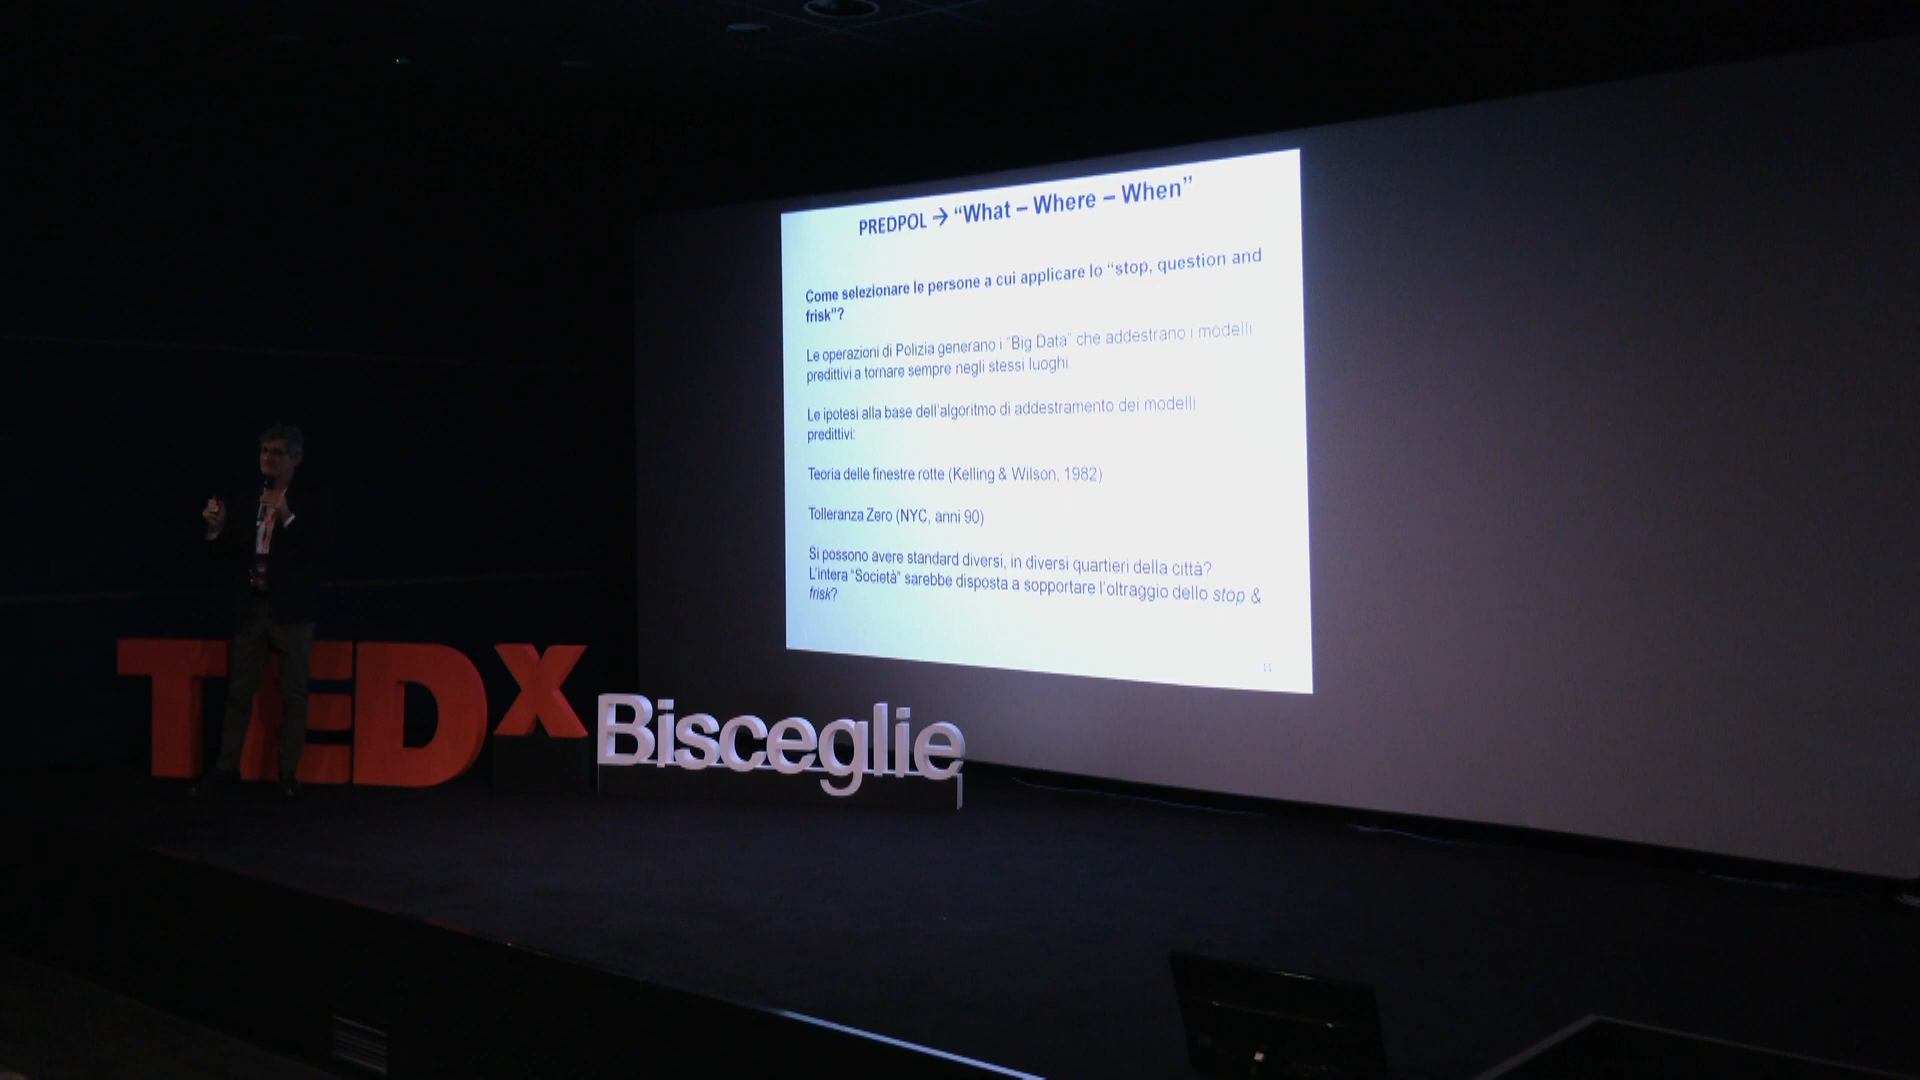 PREDPOL → “What – Where – When”
Come selezionare le persone a cui applicare lo “stop, question and
frisk”?
Le operazioni di Polizia generano i “Big Data” che addestrano i modelli
predittivi a tornare sempre negli stessi luoghi
Le ipotesi alla base dell’algoritmo di addestramento dei modelli
predittivi:
Teoria delle finestre rotte (Kelling & Wilson, 1982)
Tolleranza Zero (NYC, anni 90)
Si possono avere standard diversi, in diversi quartieri della città?
L’intera “Società” sarebbe disposta a sopportare l’oltraggio dello stop &
frisk?
11
TEDx
Bisceglie